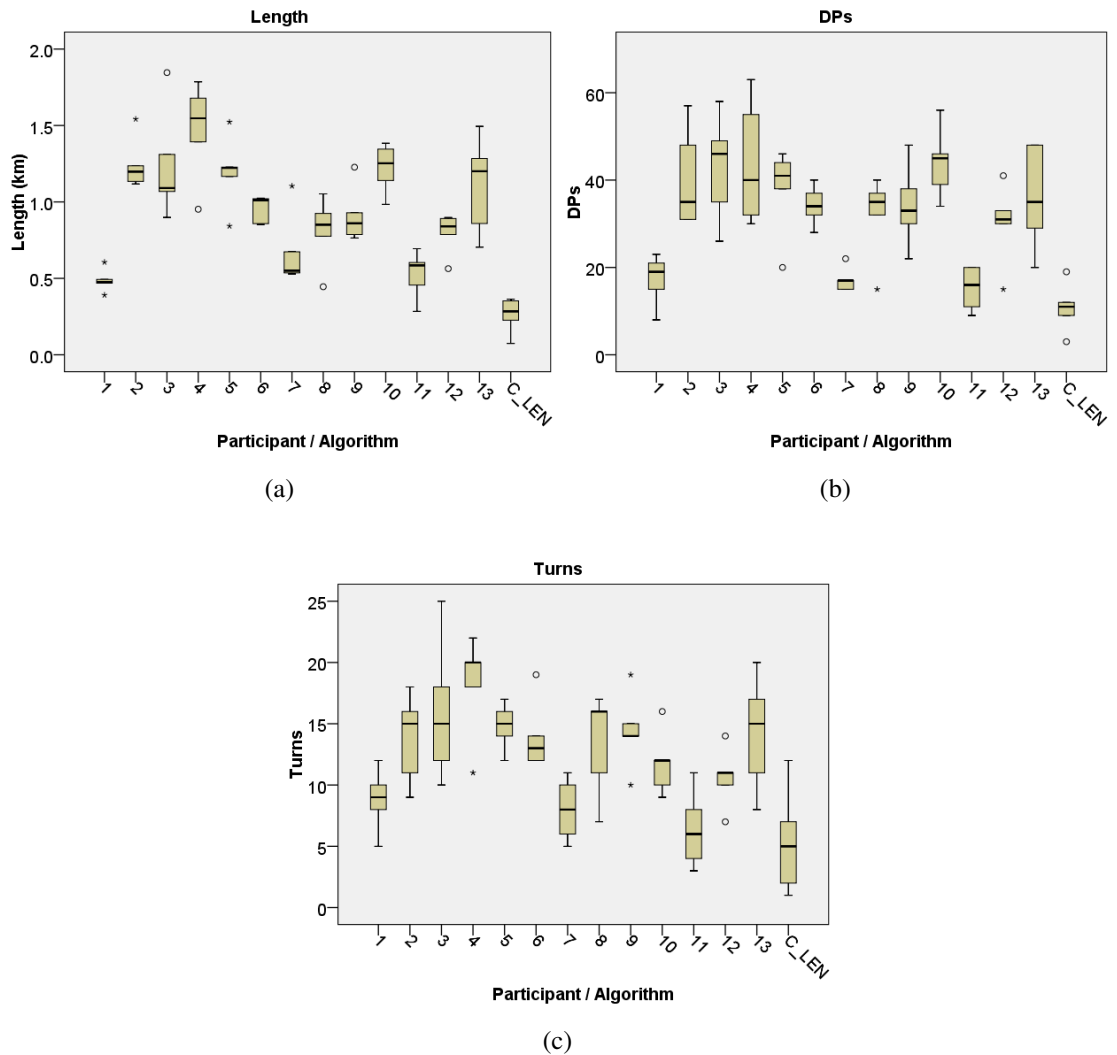 Length
2.0
1.5
1.0
0.5
0.0
Length (km)
1 2 3 4 5 6 7 8 9 10 11 12 13 C_LEN
Participant / Algorithm
(a)
DPs
60
40
20
0
DPs
1 2 3 4 5 6 7 8 9 10 11 12 13 C_LEN
Participant / Algorithm
(b)
Turns
25
20
15
10
5
0
Turns
1 2 3 4 5 6 7 8 9 10 11 12 13 C_LEN
Participant / Algorithm
(c)